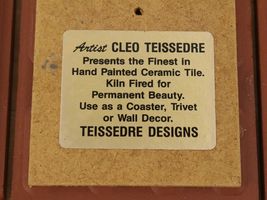 Artist CLEO TEISSEDRE
Presents the Finest in
Hand Painted Ceramic Tile.
Kiln Fired for
Permanent Beauty.
Use as a Coaster, Trivet
or Wall Decor.
TEISSEDRE DESIGNS